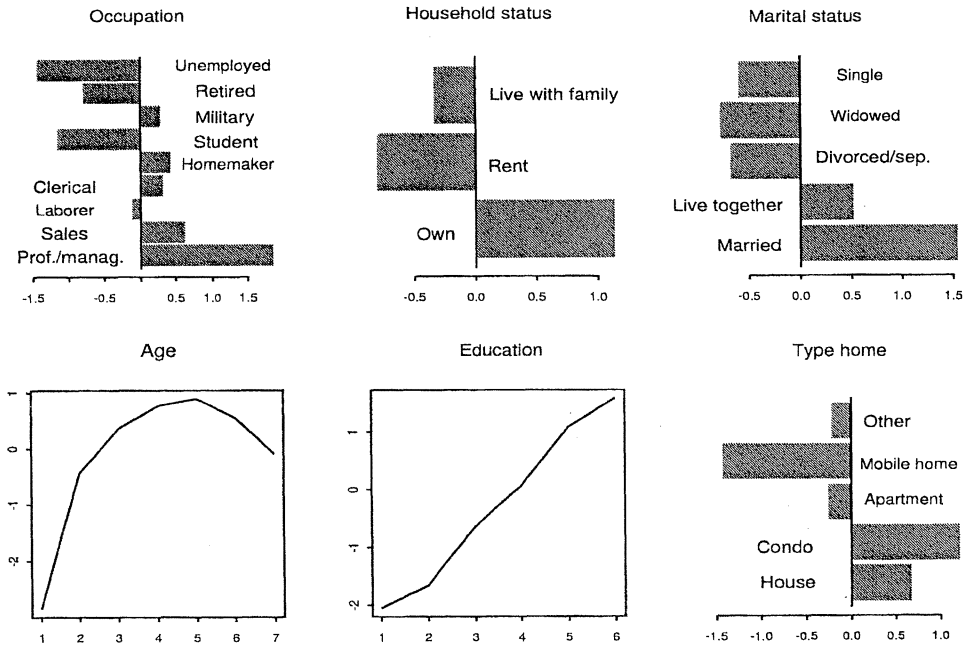 Occupation
Unemployed
Retired
Military
Student
Homemaker
Clerical
Laborer
Sales
Prof./manag.
-1.5 -0.5 0.5 1.0 1.5
Household status
Live with family
Rent
Own
-0.5 0.0 0.5 1.0
Marital status
Single
Widowed
Divorced/sep.
Live together
Married
-0.5 0.0 0.5 1.0 1.5
Age
1
0
-1
-2
1 2 3 4 5 6 7
Education
1
0
-1
-2
1 2 3 4 5 6
Type home
Other
Mobile home
Apartment
Condo
House
-1.5 -1.0 -0.5 0.0 0.5 1.0